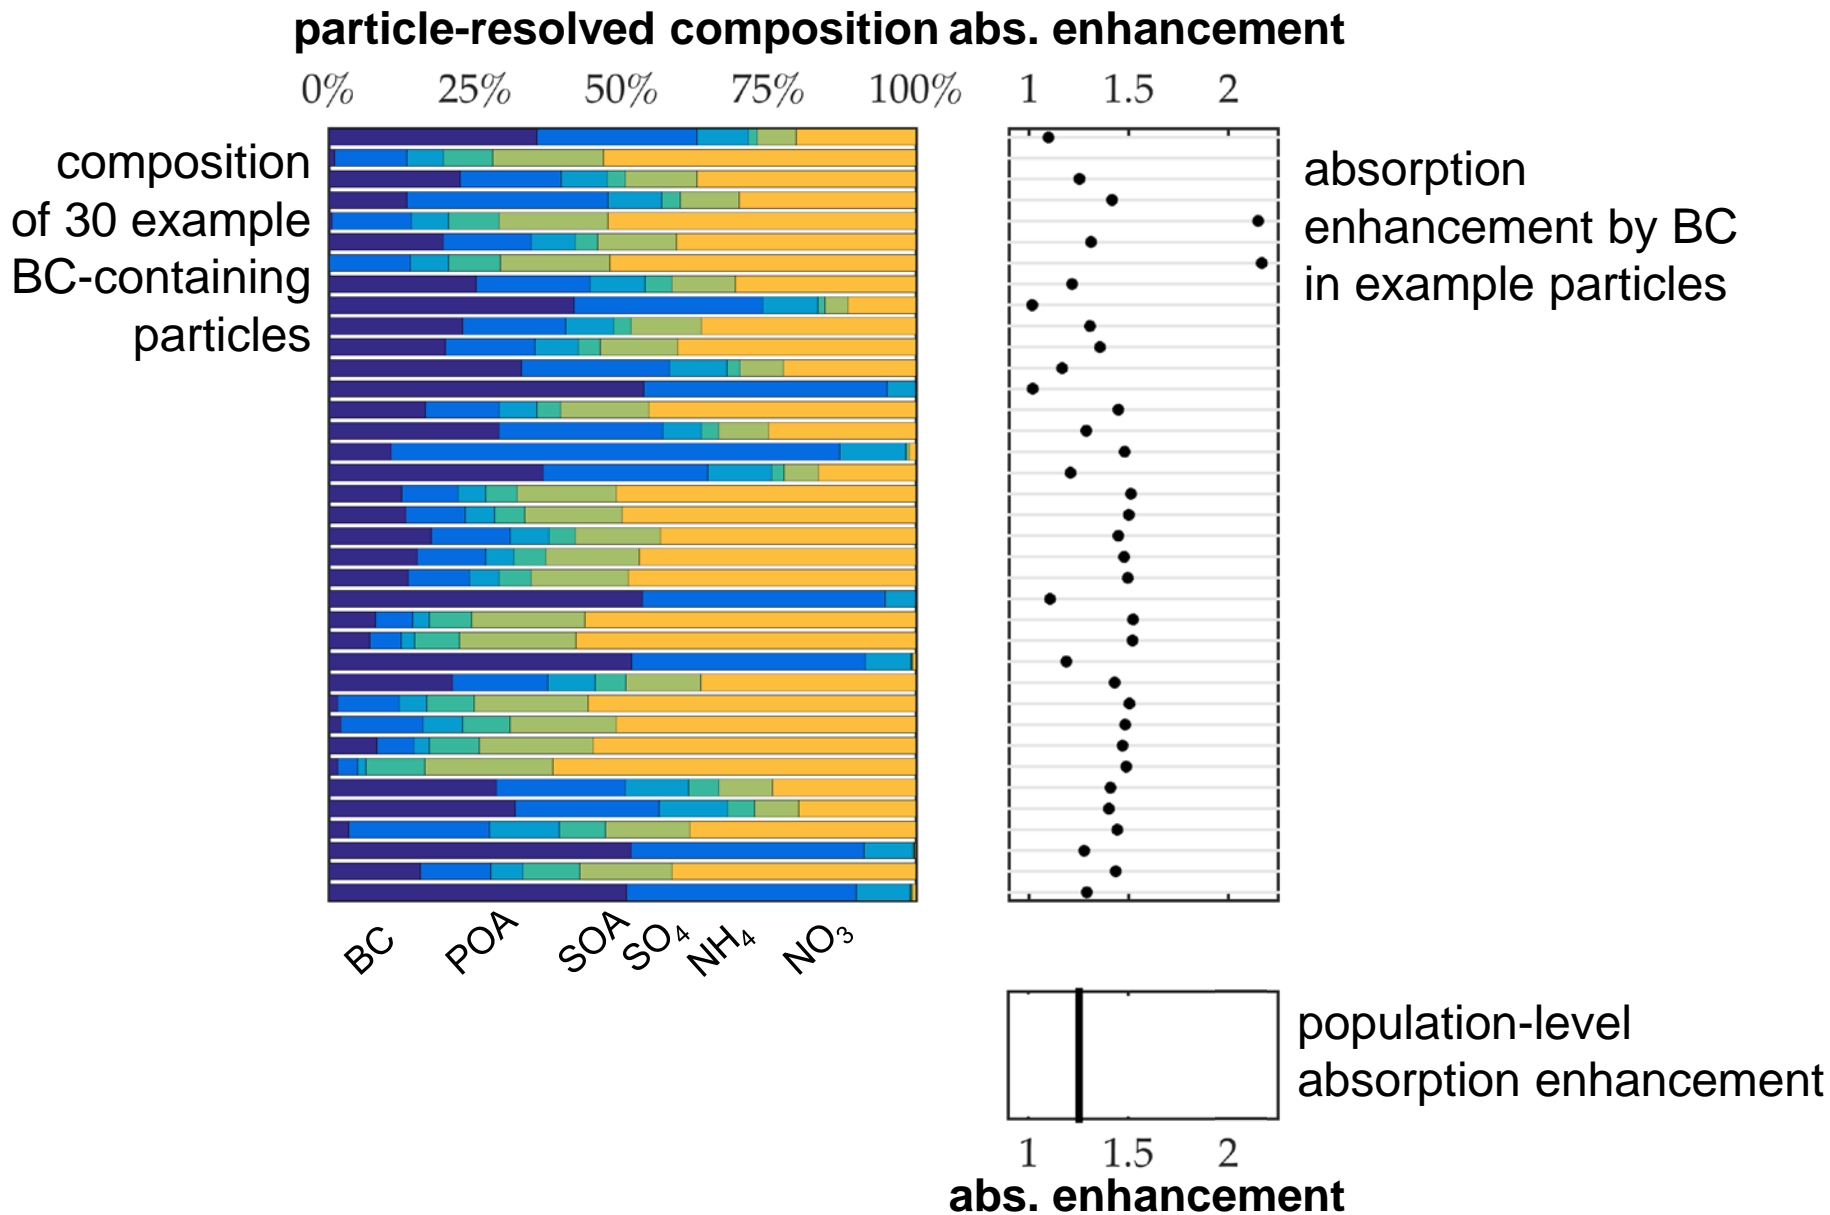 particle-resolved composition
abs. enhancement
0% 25% 50% 75% 100%
1 1.5 2
composition
of 30 example
BC-containing
particles
absorption
enhancement by BC
in example particles
BC POA SOA SO₄ NH₄ NO₃
population-level
absorption enhancement
1 1.5 2
abs. enhancement